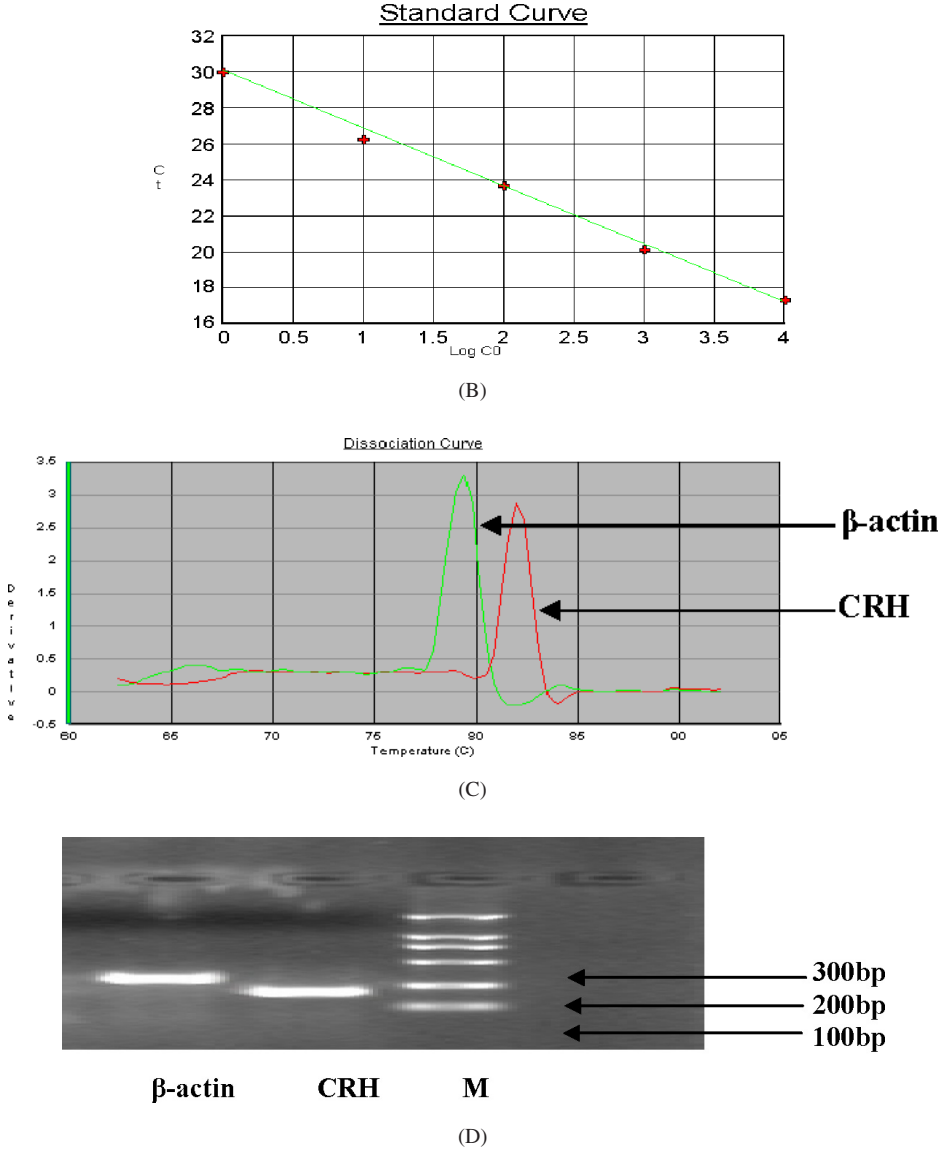 Standard Curve
32
30
28
26
24
22
20
18
16
C
t
0
0.5
1
1.5
2
2.5
3
3.5
4
Log C0
(B)
Dissociation Curve
3.5
3
2.5
2
1.5
1
0.5
0
-0.5
Derivative
60
65
70
75
80
85
90
95
Temperature (C)
β-actin
CRH
(C)
300bp
200bp
100bp
β-actin CRH M
(D)